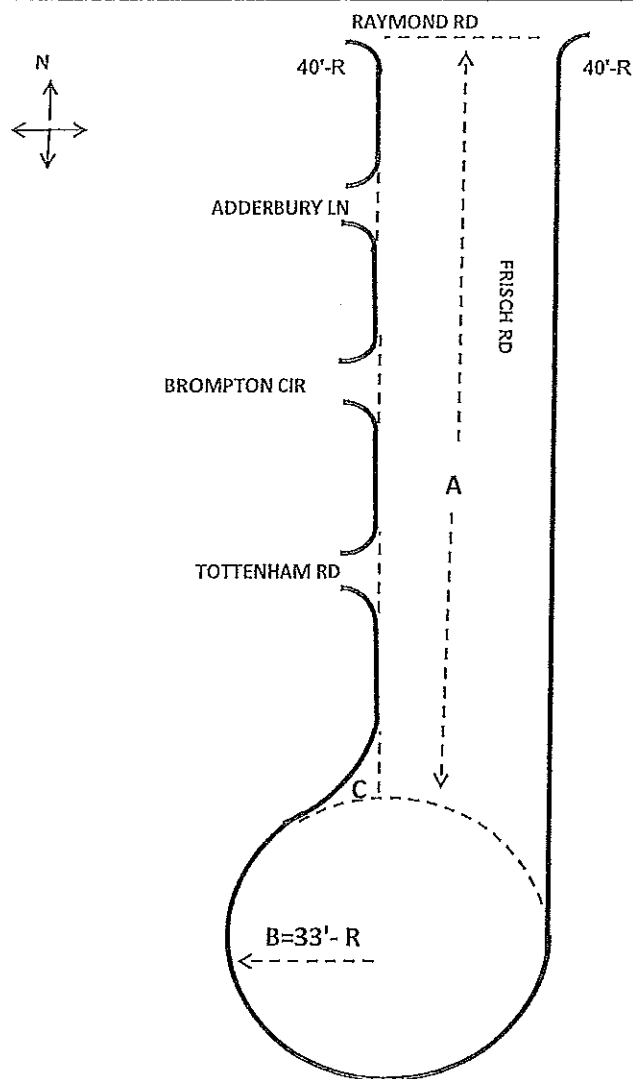 RAYMOND RD
N
40'-R
40'-R
ADDERBURY LN
FRISCH RD
BROMPTON CIR
A
TOTTENHAM RD
C
B=33'- R